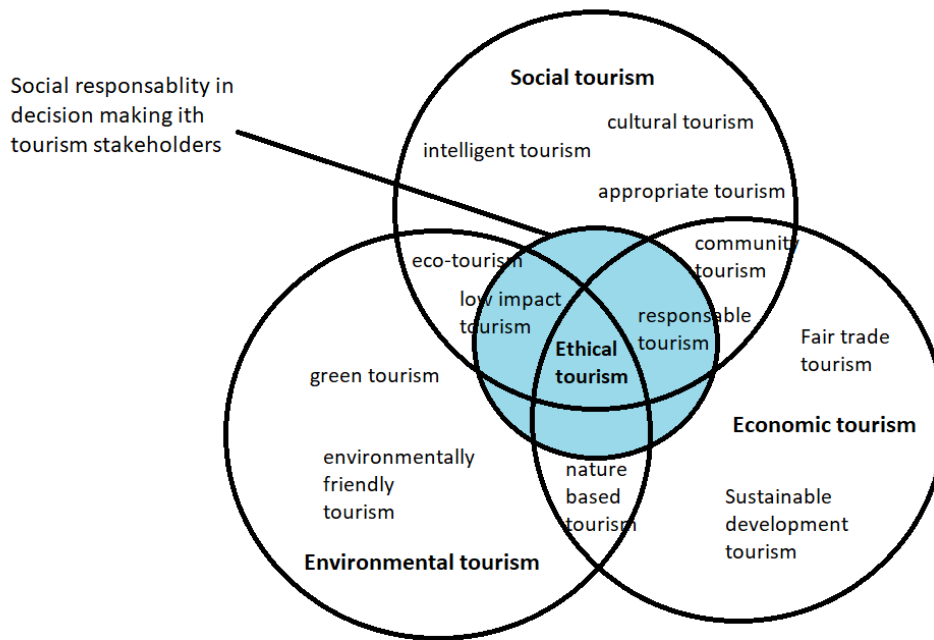 Social responsablity in
decision making ith
tourism stakeholders
Social tourism
cultural tourism
intelligent tourism
appropriate tourism
community
tourism
eco-tourism
low impact
tourism
responsable
tourism
Ethical
tourism
Fair trade
tourism
green tourism
Economic tourism
environmentally
friendly
tourism
nature
based
tourism
Sustainable
development
tourism
Environmental tourism